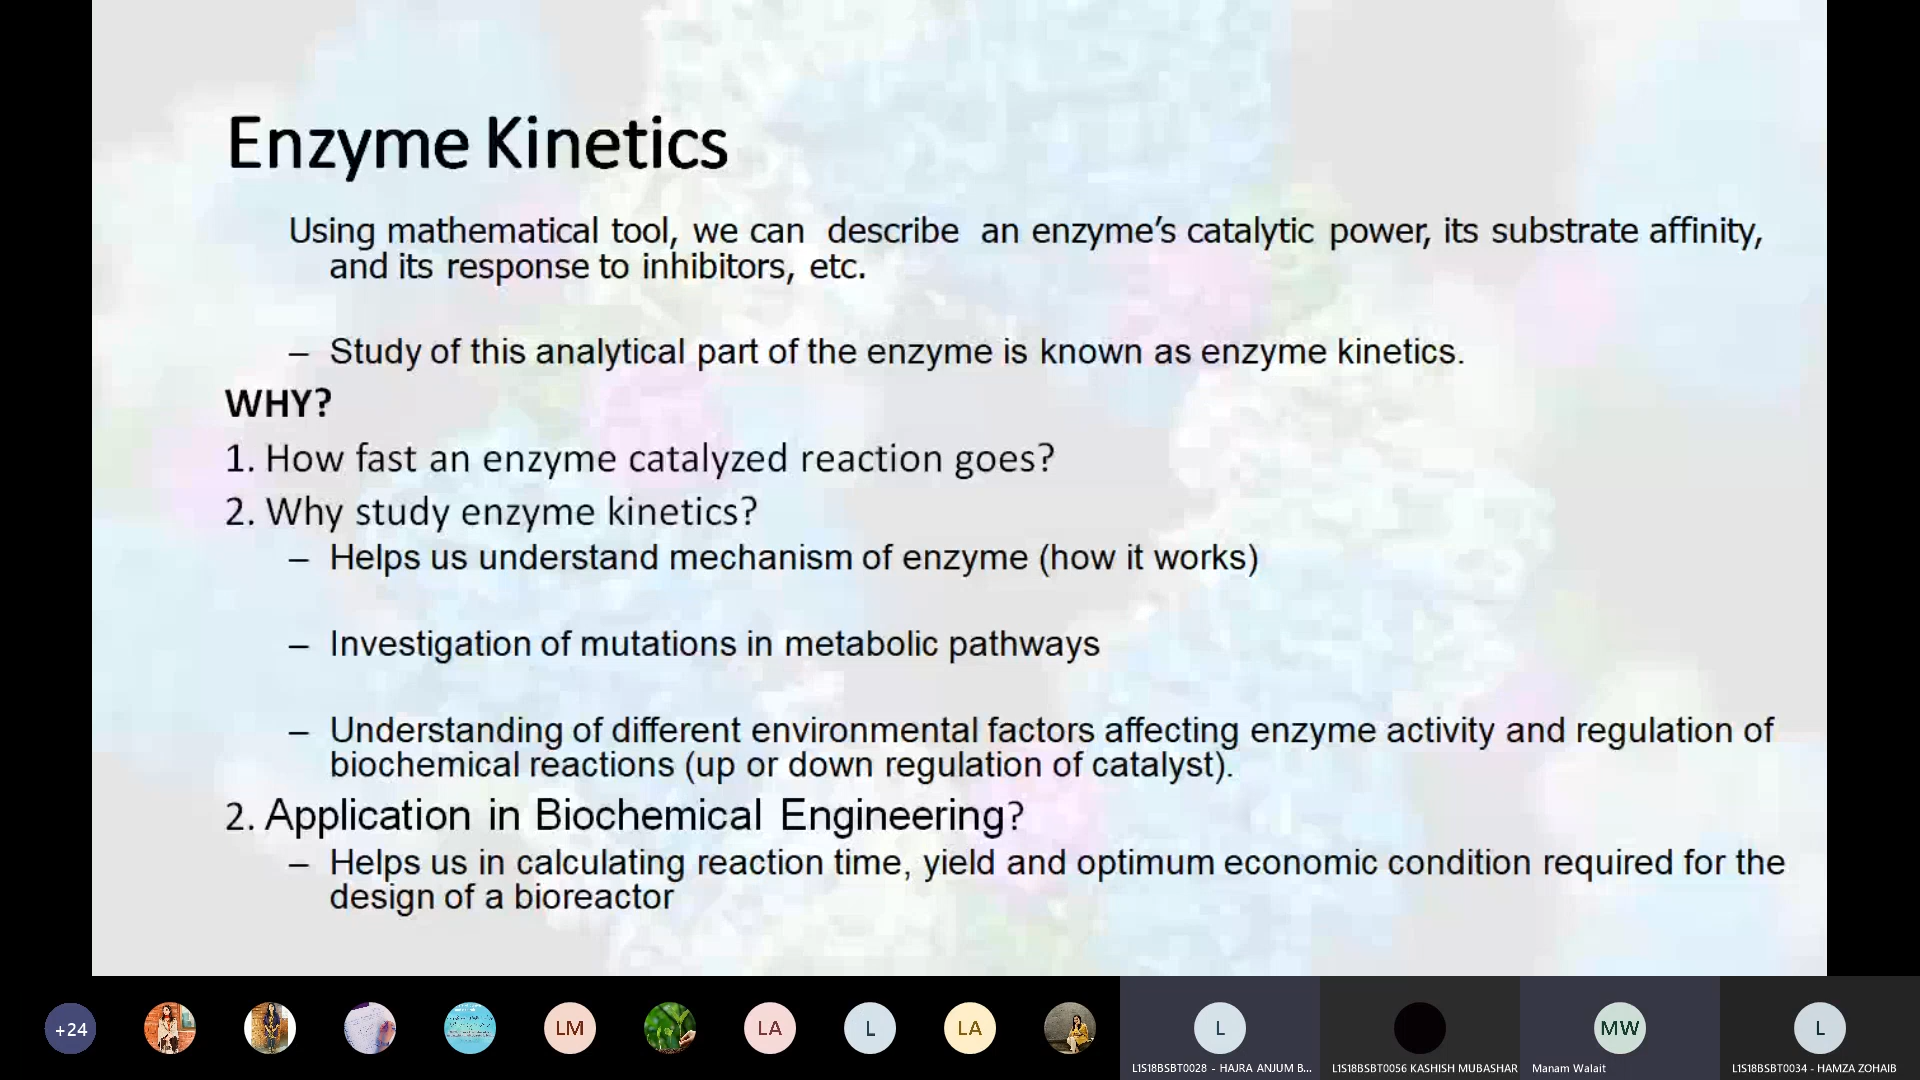 Enzyme Kinetics
Using mathematical tool, we can describe an enzyme's catalytic power, its substrate affinity,
and its response to inhibitors, etc.
– Study of this analytical part of the enzyme is known as enzyme kinetics.
WHY?
1. How fast an enzyme catalyzed reaction goes?
2. Why study enzyme kinetics?
– Helps us understand mechanism of enzyme (how it works)
– Investigation of mutations in metabolic pathways
– Understanding of different environmental factors affecting enzyme activity and regulation of
biochemical reactions (up or down regulation of catalyst).
2. Application in Biochemical Engineering?
– Helps us in calculating reaction time, yield and optimum economic condition required for the
design of a bioreactor
+24
LM
LA
L
LA
L
MW
L
L1S18BSBT0028 - HAJRA ANJUM B...
L1S18BSBT0056 KASHISH MUBASHAR
Manam Walait
L1S18BSBT0034 - HAMZA ZOHAIB